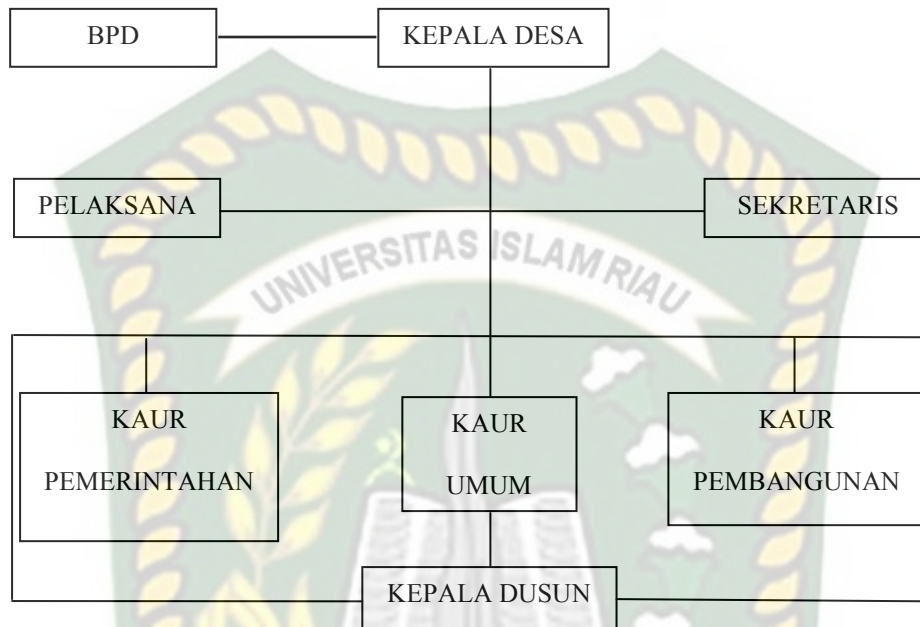 BPD
KEPALA DESA
PELAKSANA
SEKRETARIS
UNIVERSITAS ISLAM RIAU
KAUR
PEMERINTAHAN
KAUR
UMUM
KAUR
PEMBANGUNAN
KEPALA DUSUN